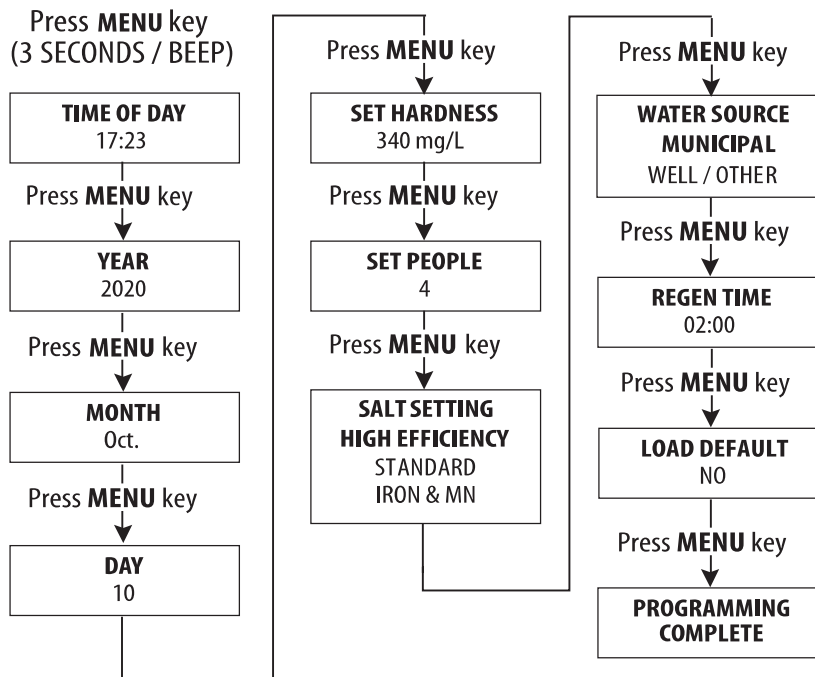 Press MENU key
(3 SECONDS / BEEP)
TIME OF DAY
17:23
Press MENU key
YEAR
2020
Press MENU key
MONTH
Oct.
Press MENU key
DAY
10
Press MENU key
SET HARDNESS
340 mg/L
Press MENU key
SET PEOPLE
4
Press MENU key
SALT SETTING
HIGH EFFICIENCY
STANDARD
IRON & MN
Press MENU key
WATER SOURCE
MUNICIPAL
WELL / OTHER
Press MENU key
REGEN TIME
02:00
Press MENU key
LOAD DEFAULT
NO
Press MENU key
PROGRAMMING
COMPLETE